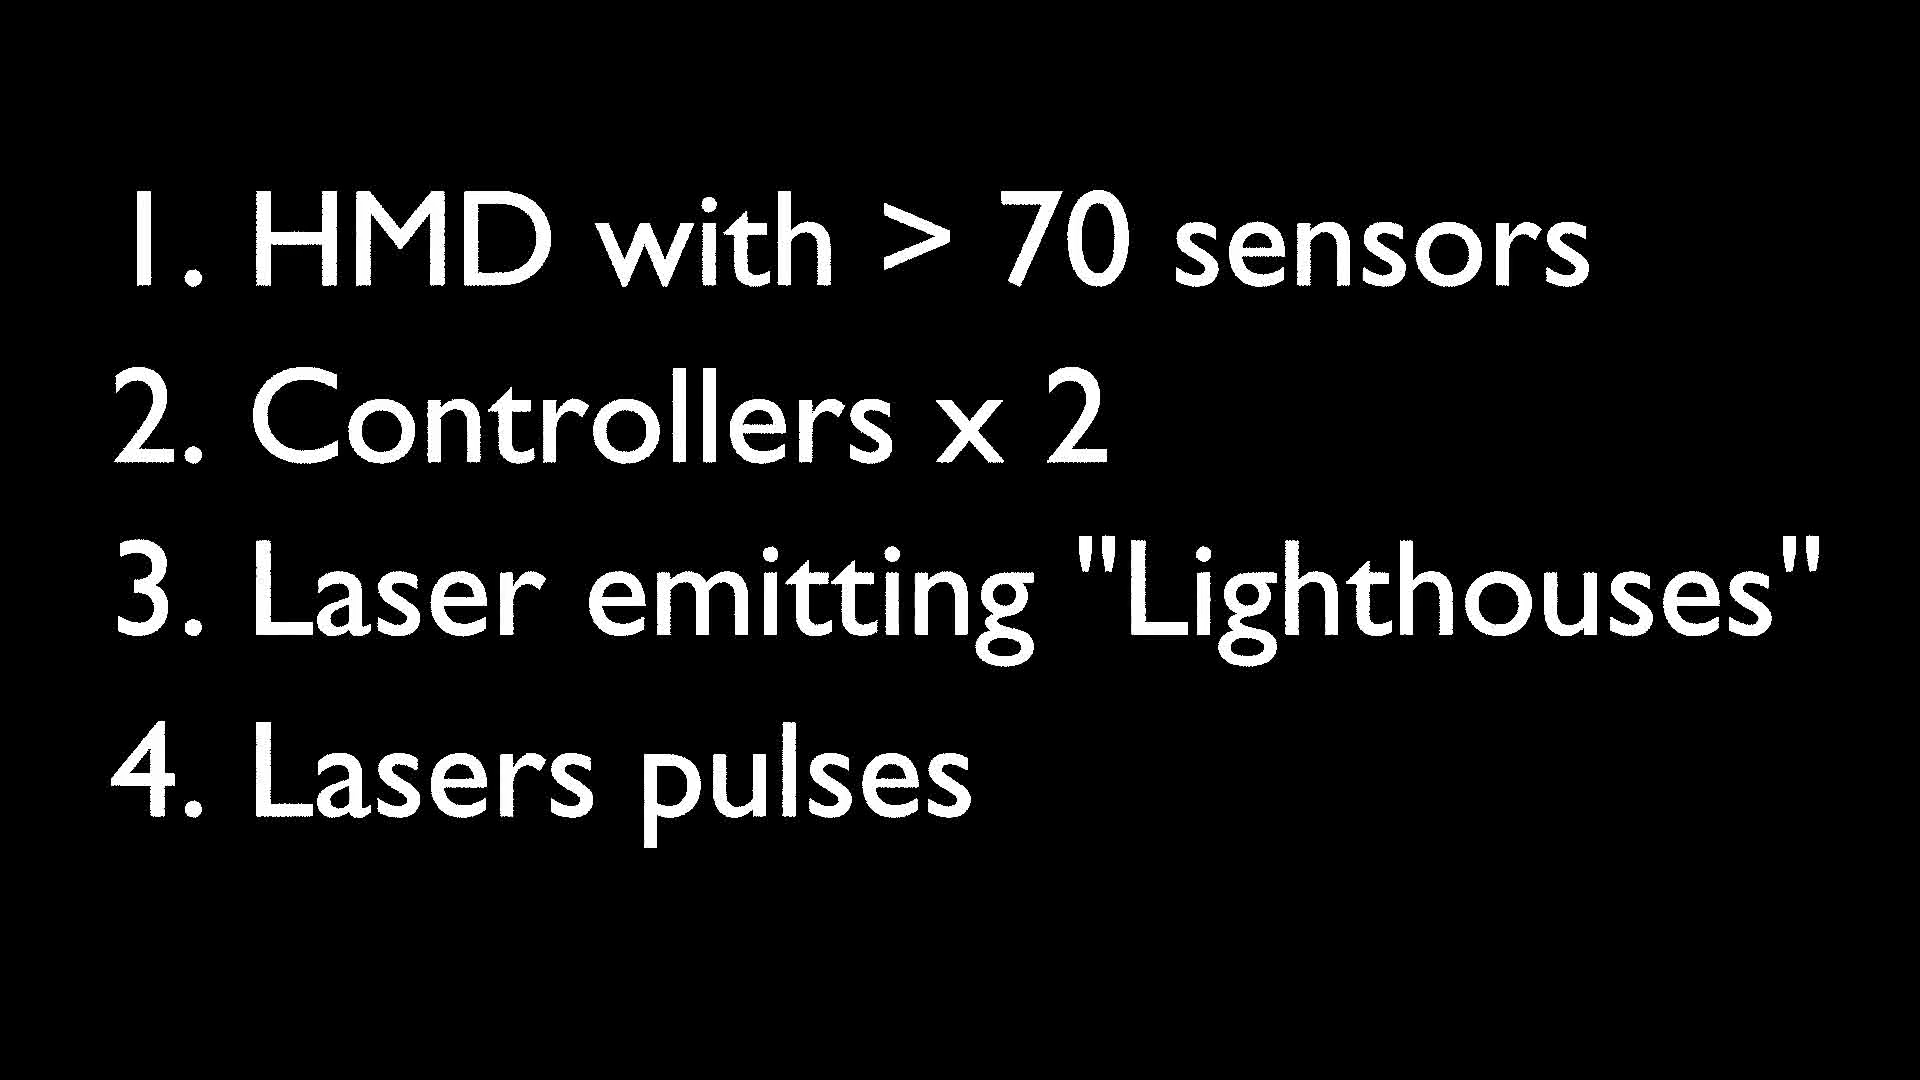 1. HMD with > 70 sensors
2. Controllers x 2
3. Laser emitting "Lighthouses"
4. Lasers pulses